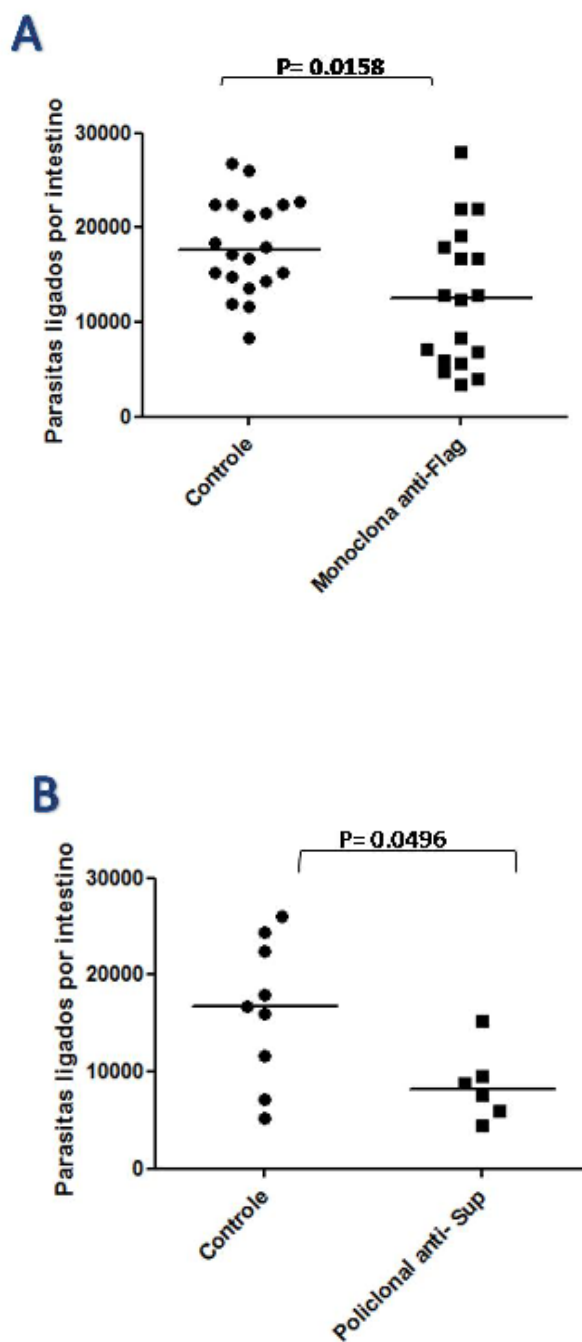 A
P= 0.0158
Parasitas ligados por intestino
30000
20000
10000
0
Controle
Monoclona anti-Flag
B
P= 0.0496
Parasitas ligados por intestino
30000
20000
10000
0
Controle
Policlonal anti- Sup